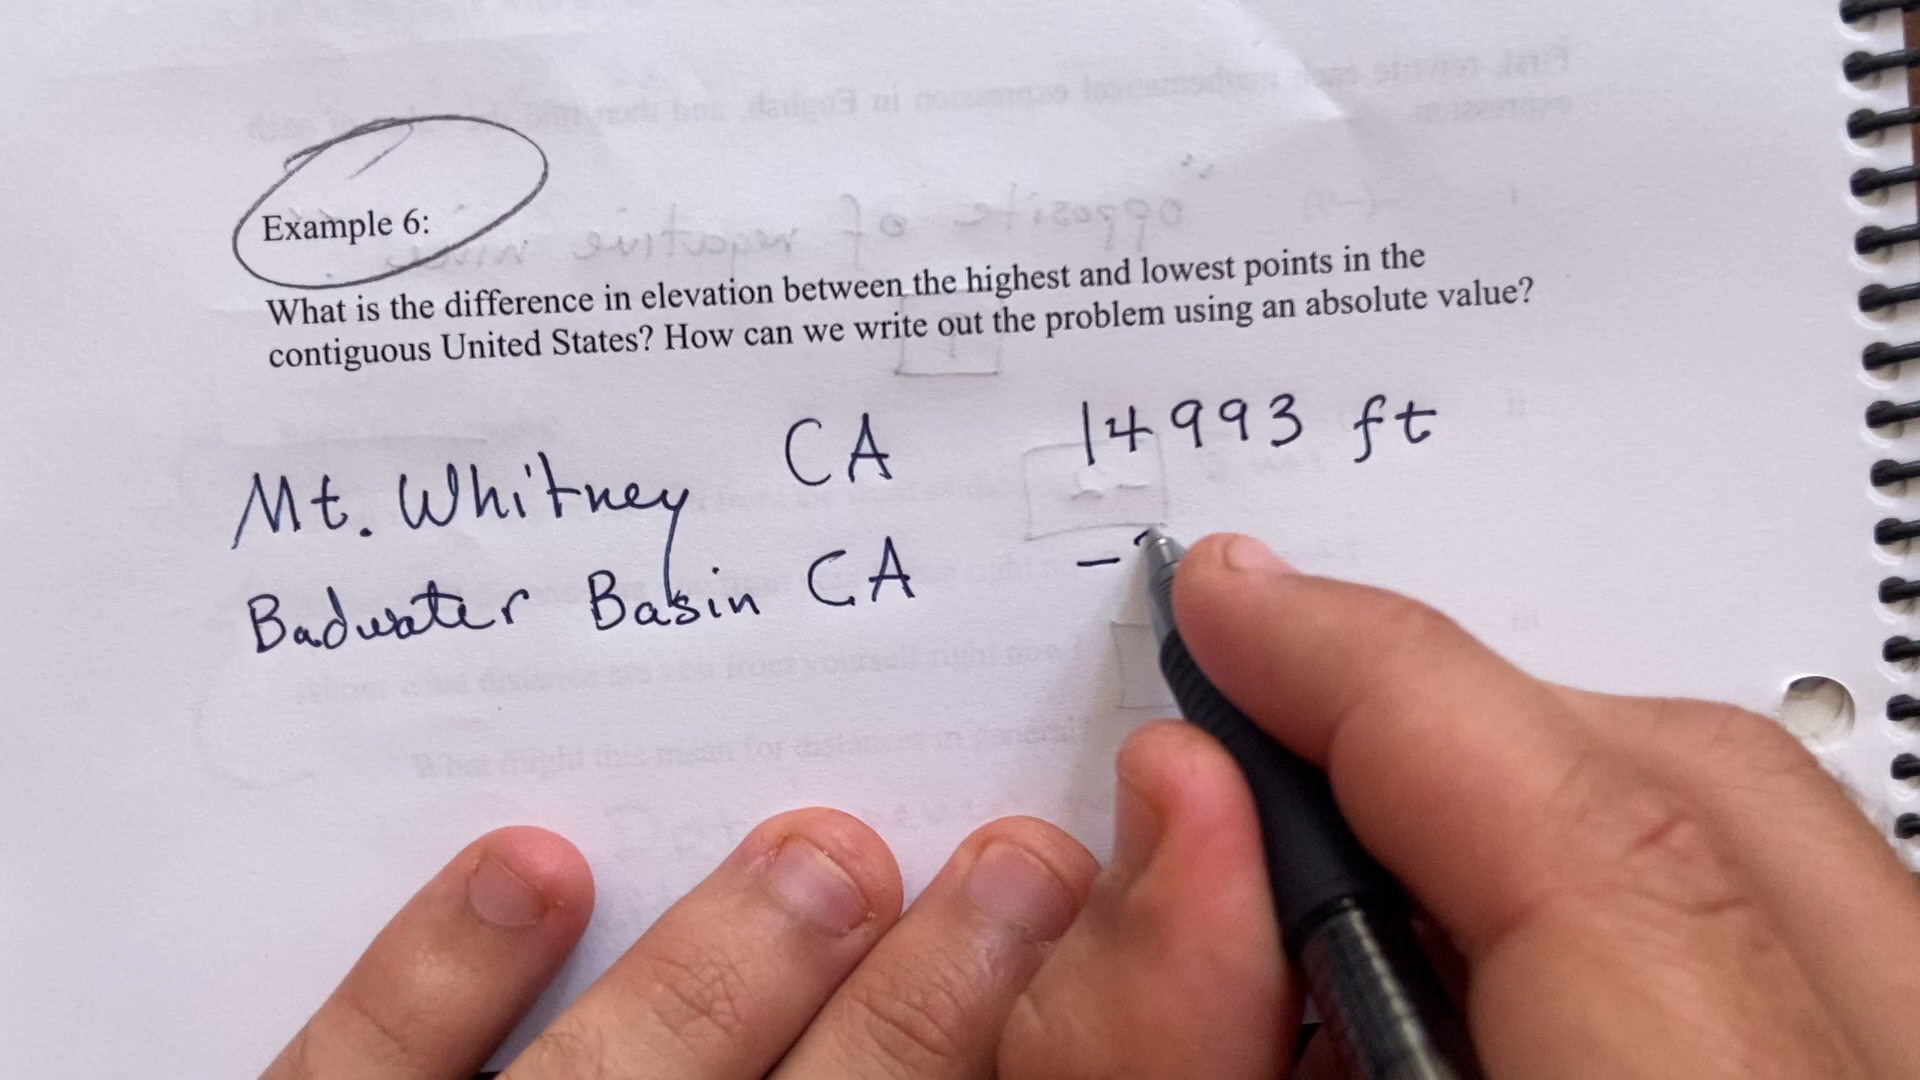 Example 6:
What is the difference in elevation between the highest and lowest points in the
contiguous United States? How can we write out the problem using an absolute value?
Mt. Whitney CA 14993 ft
Badwater Basin CA -